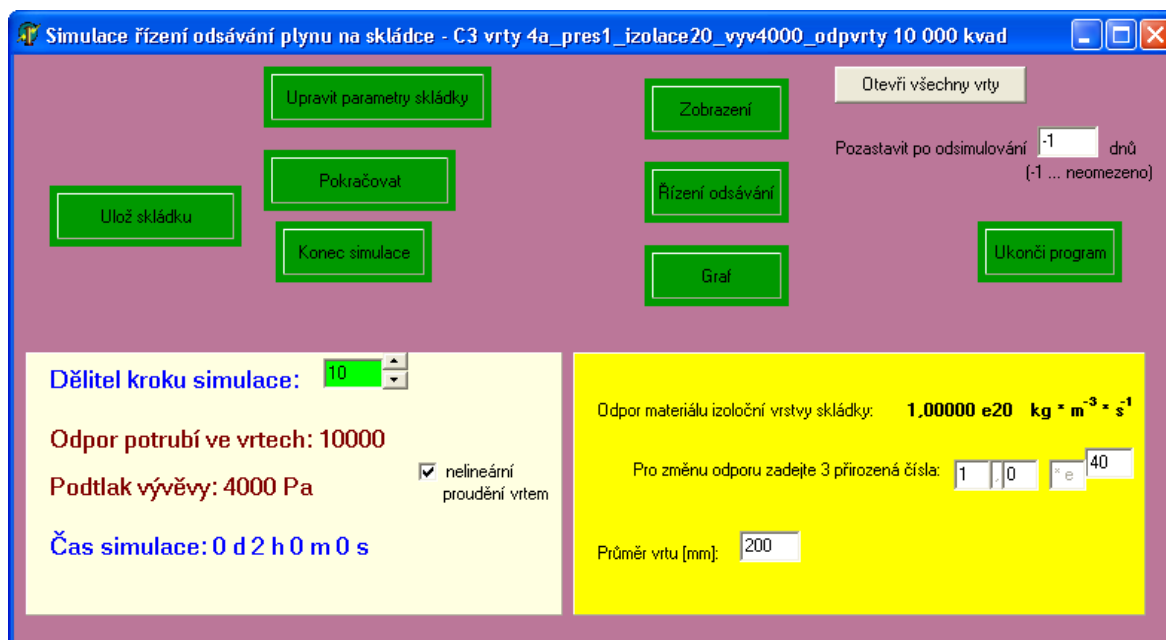 Simulace řízení odsávání plynu na skládce - C3 vrty 4a_pres1_izolace20_vyv4000_odpvrty 10 000 kvad
Upravit parametry skládky
Zobrazení
Otevři všechny vrty
Pozastavit po odsimulování -1 dnů
(-1 ... neomezeno)
Pokračovat
Řízení odsávání
Ulož skládku
Konec simulace
Graf
Ukonči program
Dělitel kroku simulace: 10
Odpor potrubí ve vrtech: 10000
Podtlak vývěvy: 4000 Pa
nelineární
proudění vrtem
Čas simulace: 0 d 2 h 0 m 0 s
Odpor materiálu izoloční vrstvy skládky: 1,00000 e20 kg * m⁻³ * s⁻¹
Pro změnu odporu zadejte 3 přirozená čísla: 1 , 0 * e 40
Průměr vrtu [mm]: 200